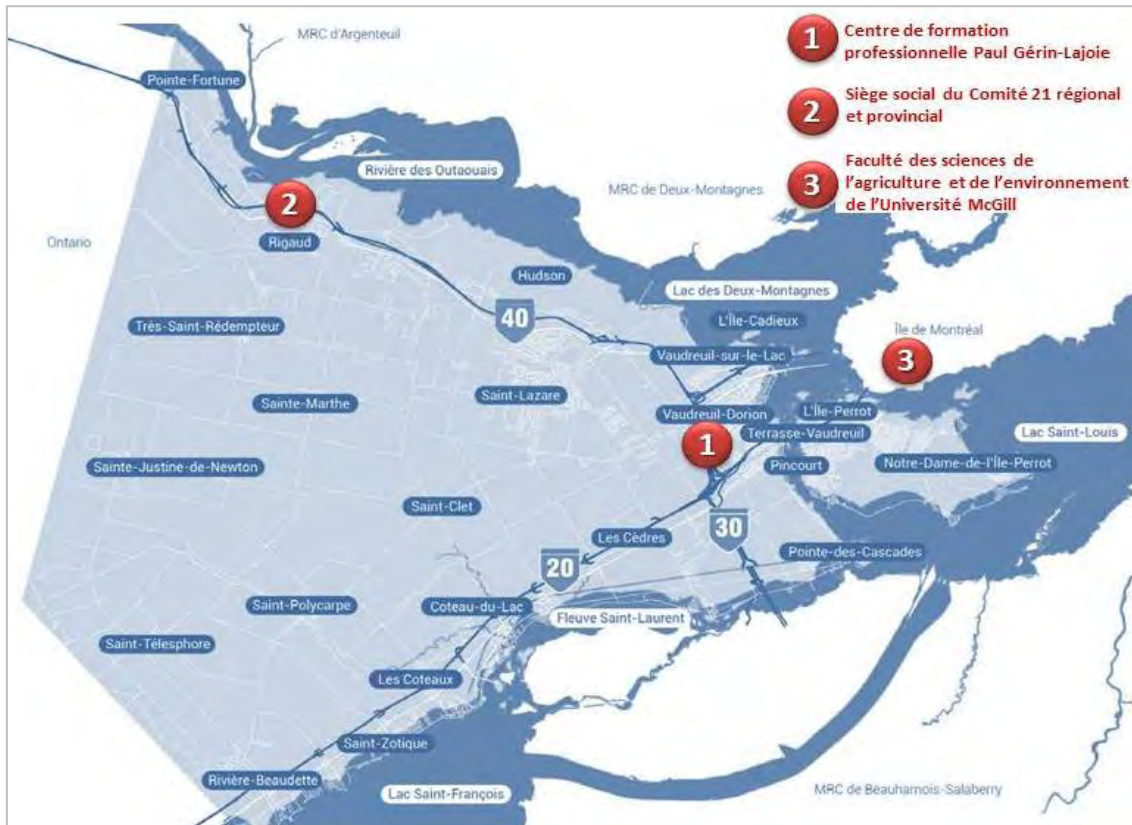 1
Centre de formation
professionnelle Paul Gérin-Lajoie
2
Siège social du Comité 21 régional
et provincial
3
Faculté des sciences de
l'agriculture et de l'environnement
de l'Université McGill
MRC d'Argenteuil
Pointe-Fortune
Rivière des Outaouais
MRC de Deux-Montagnes
2
Ontario
Rigaud
Hudson
Lac des Deux-Montagnes
40
L'Île-Cadieux
Très-Saint-Rédempteur
Île de Montréal
Vaudreuil-sur-le-Lac
3
Saint-Lazare
Sainte-Marthe
Vaudreuil-Dorion
L'Île-Perrot
1
Terrasse-Vaudreuil
Lac Saint-Louis
Sainte-Justine-de-Newton
Pincourt
Notre-Dame-de-l'Île-Perrot
Saint-Clet
30
Les Cèdres
Pointe-des-Cascades
20
Saint-Polycarpe
Coteau-du-Lac
Fleuve Saint-Laurent
Saint-Télesphore
Les Coteaux
Saint-Zotique
Rivière-Beaudette
Lac Saint-François
MRC de Beauharnois-Salaberry